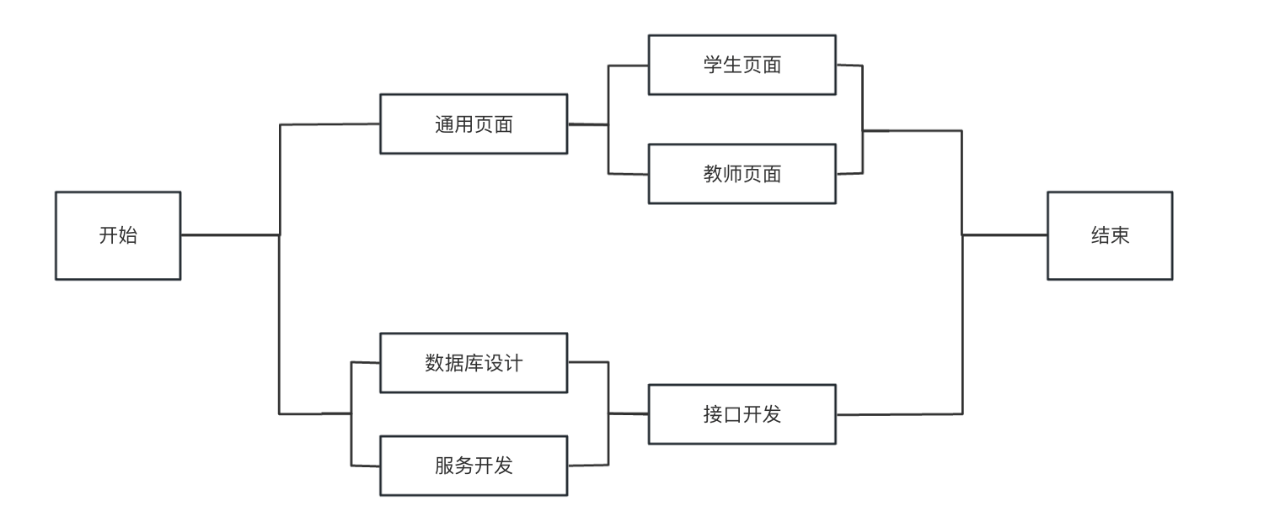 开始
通用页面
学生页面
教师页面
数据库设计
服务开发
接口开发
结束